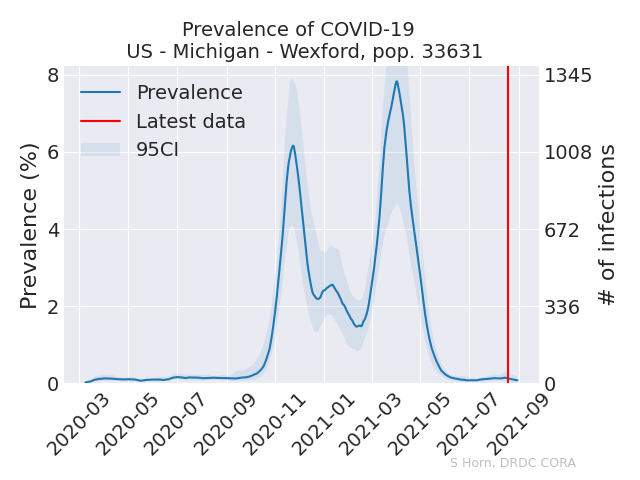 Prevalence of COVID-19
US - Michigan - Wexford, pop. 33631
Prevalence (%)
8
6
4
2
0
1345
1008
672
336
0
# of infections
Prevalence
Latest data
95CI
2020-03
2020-05
2020-07
2020-09
2020-11
2021-01
2021-03
2021-05
2021-07
2021-09
S Horn, DRDC CORA